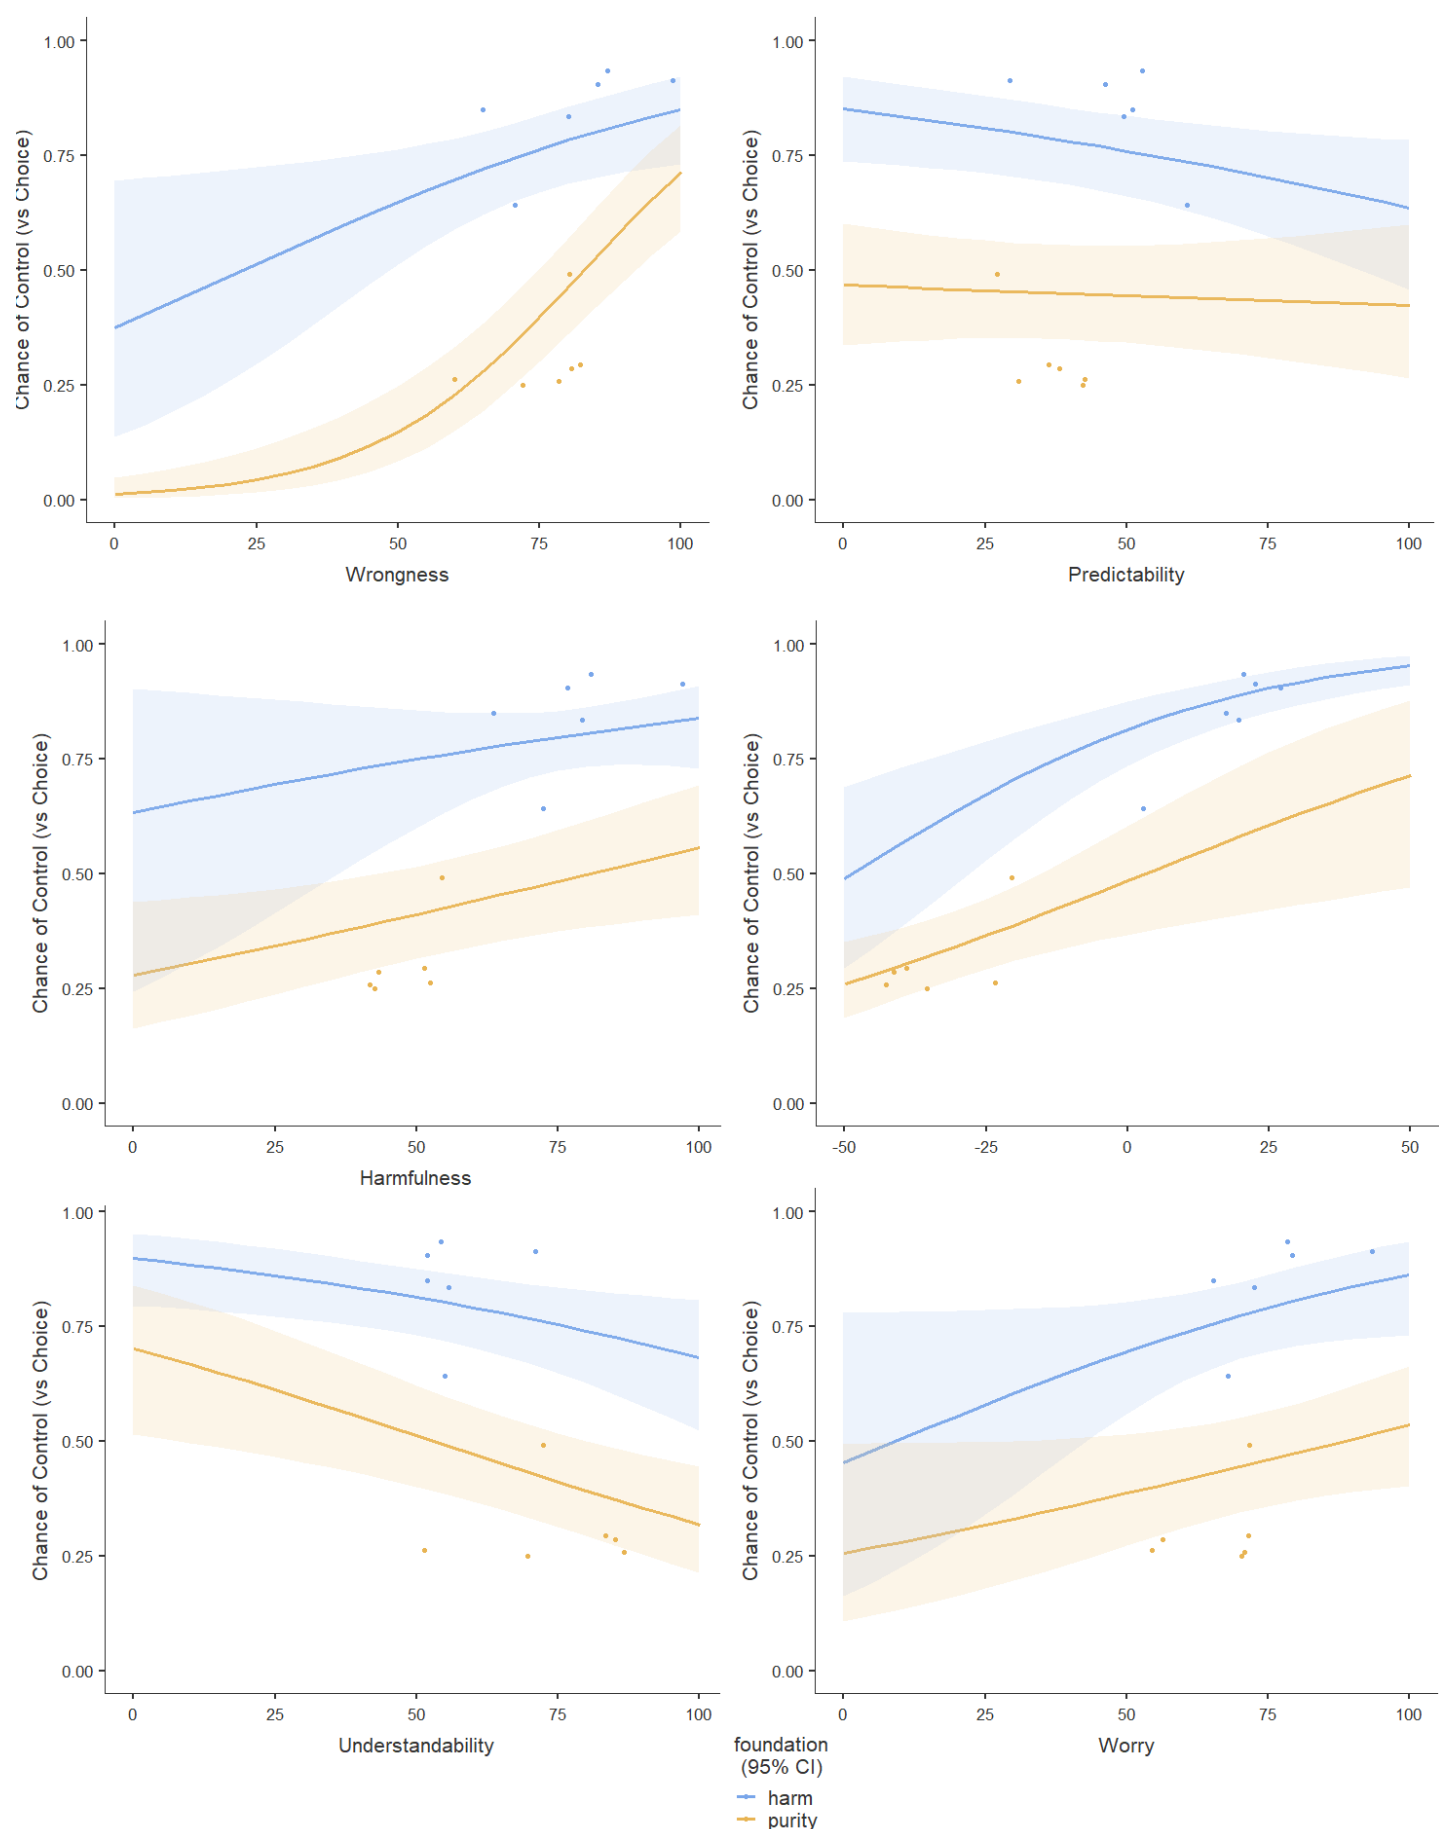 1.00
0.75
0.50
0.25
0.00
Chance of Control (vs Choice)
0 25 50 75 100
Wrongness
1.00
0.75
0.50
0.25
0.00
Chance of Control (vs Choice)
0 25 50 75 100
Predictability
1.00
0.75
0.50
0.25
0.00
Chance of Control (vs Choice)
0 25 50 75 100
Harmfulness
1.00
0.75
0.50
0.25
0.00
Chance of Control (vs Choice)
-50 -25 0 25 50
1.00
0.75
0.50
0.25
0.00
Chance of Control (vs Choice)
0 25 50 75 100
Understandability
1.00
0.75
0.50
0.25
0.00
Chance of Control (vs Choice)
0 25 50 75 100
Worry
foundation
(95% CI)
harm
purity